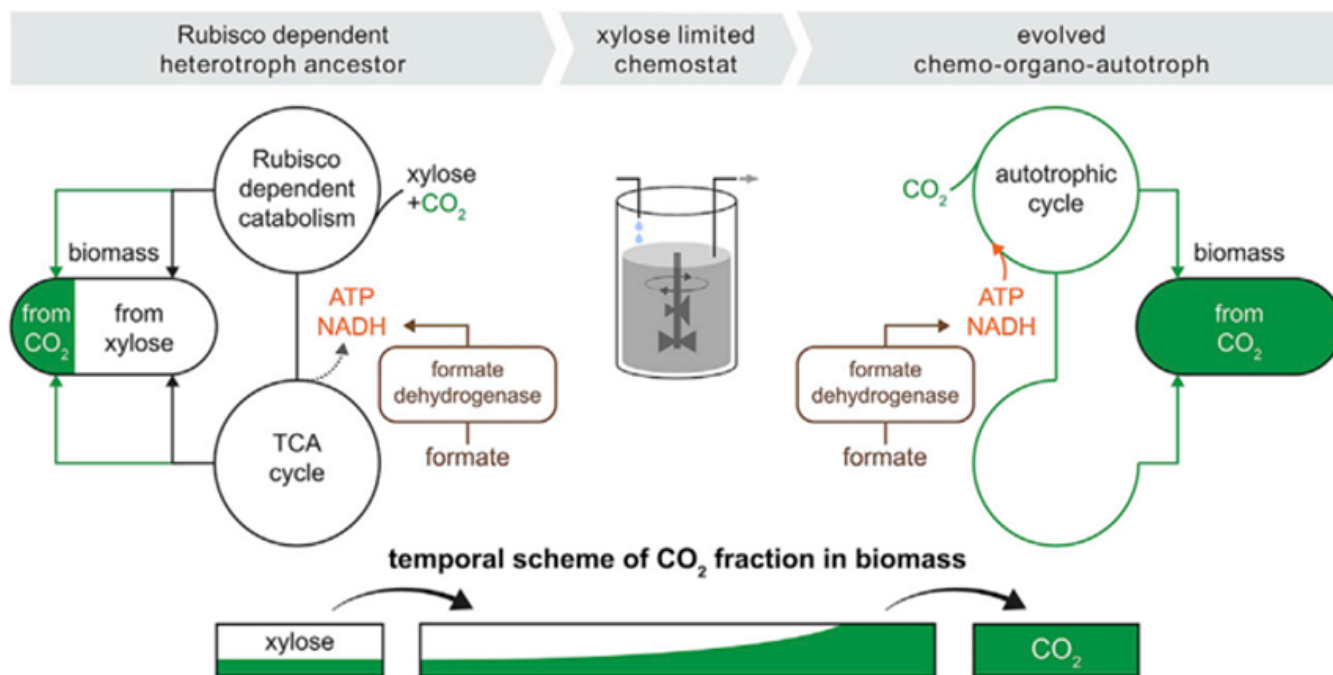 Rubisco dependent
heterotroph ancestor
xylose limited
chemostat
evolved
chemo-organo-autotroph
Rubisco
dependent
catabolism
xylose
+CO₂
biomass
from
CO₂
from
xylose
ATP
NADH
formate
dehydrogenase
formate
TCA
cycle
CO₂
autotrophic
cycle
biomass
from
CO₂
ATP
NADH
formate
dehydrogenase
formate
temporal scheme of CO₂ fraction in biomass
xylose
CO₂